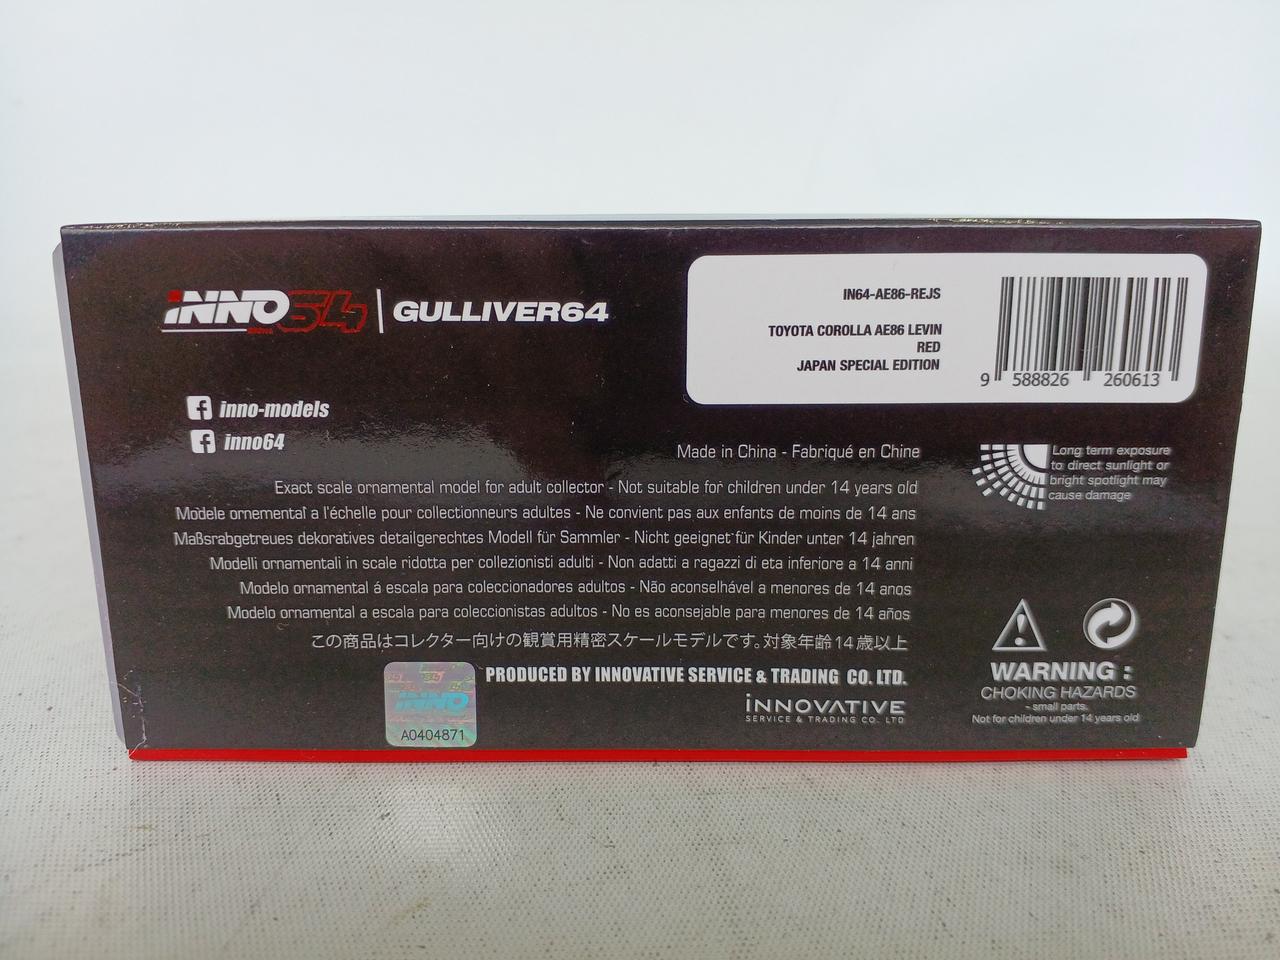 INNO64 | GULLIVER64
inno-models
inno64
IN64-AE86-REJS
TOYOTA COROLLA AE86 LEVIN
RED
JAPAN SPECIAL EDITION
9 588826 260613
Made in China - Fabriqué en Chine
Long term exposure
to direct sunlight or
bright spotlight may
cause damage
Exact scale ornamental model for adult collector - Not suitable for children under 14 years old
Modele ornemental a l'échelle pour collectionneurs adultes - Ne convient pas aux enfants de moins de 14 ans
Maßsrabgetreues dekoratives detailgerechtes Modell für Sammler - Nicht geeignet für Kinder unter 14 jahren
Modelli ornamentali in scale ridotta per collezionisti adulti - Non adatti a ragazzi di eta inferiore a 14 anni
Modelo ornamental á escala para coleccionadores adultos - Não aconselhável a menores de 14 anos
Modelo ornamental a escala para coleccionistas adultos - No es aconsejable para menores de 14 años
この商品はコレクター向けの観賞用精密スケールモデルです。対象年齢14歳以上
PRODUCED BY INNOVATIVE SERVICE & TRADING CO. LTD.
INNOVATIVE
SERVICE & TRADING CO. LTD
INNO
A0404871
WARNING :
CHOKING HAZARDS
- small parts.
Not for children under 14 years old